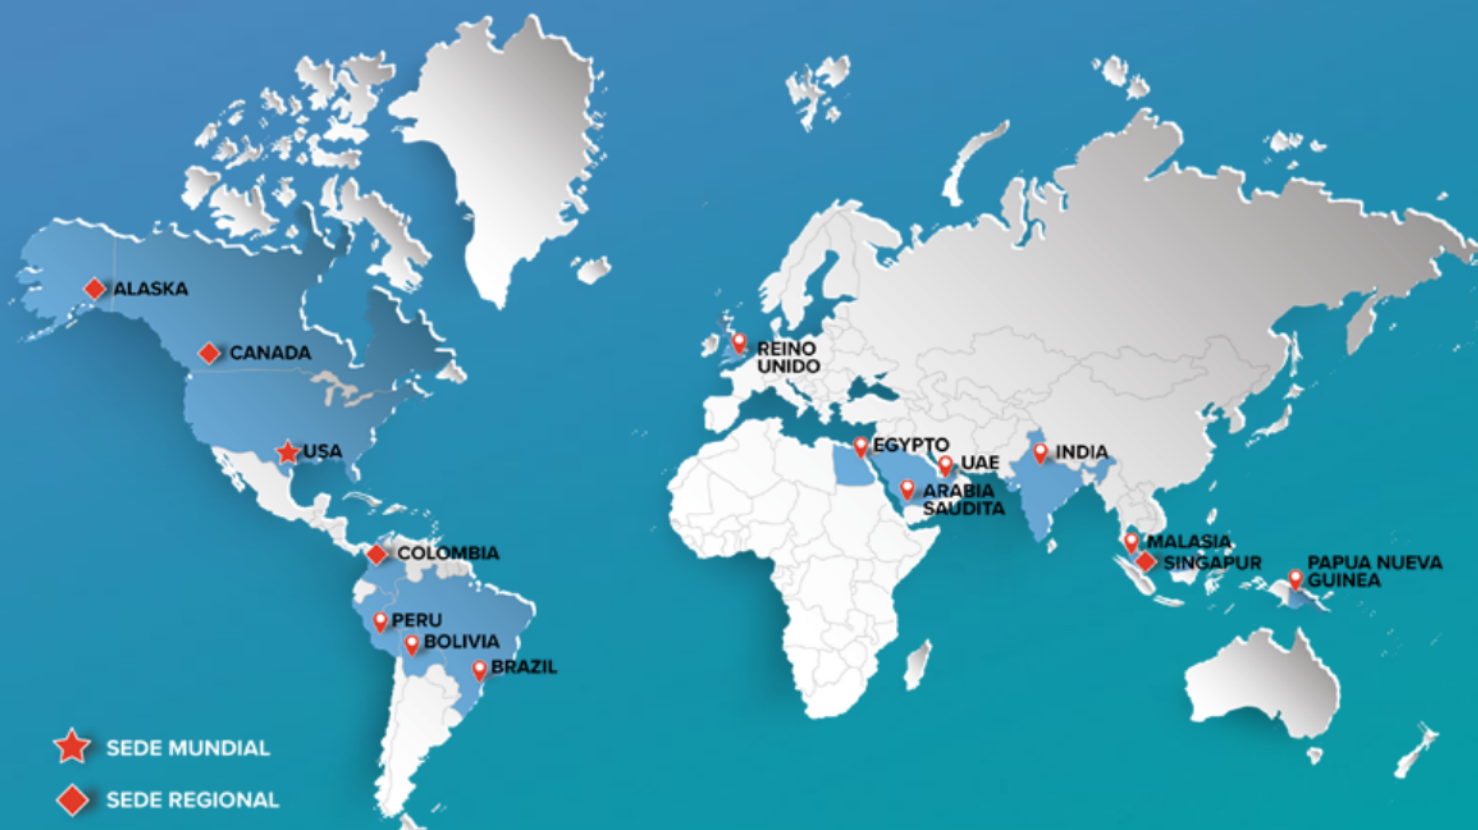 ALASKA
CANADA
REINO
UNIDO
USA
EGYPTO
UAE
INDIA
ARABIA
SAUDITA
MALASIA
SINGAPUR
PAPUA NUEVA
GUINEA
COLOMBIA
PERU
BOLIVIA
BRAZIL
SEDE MUNDIAL
SEDE REGIONAL